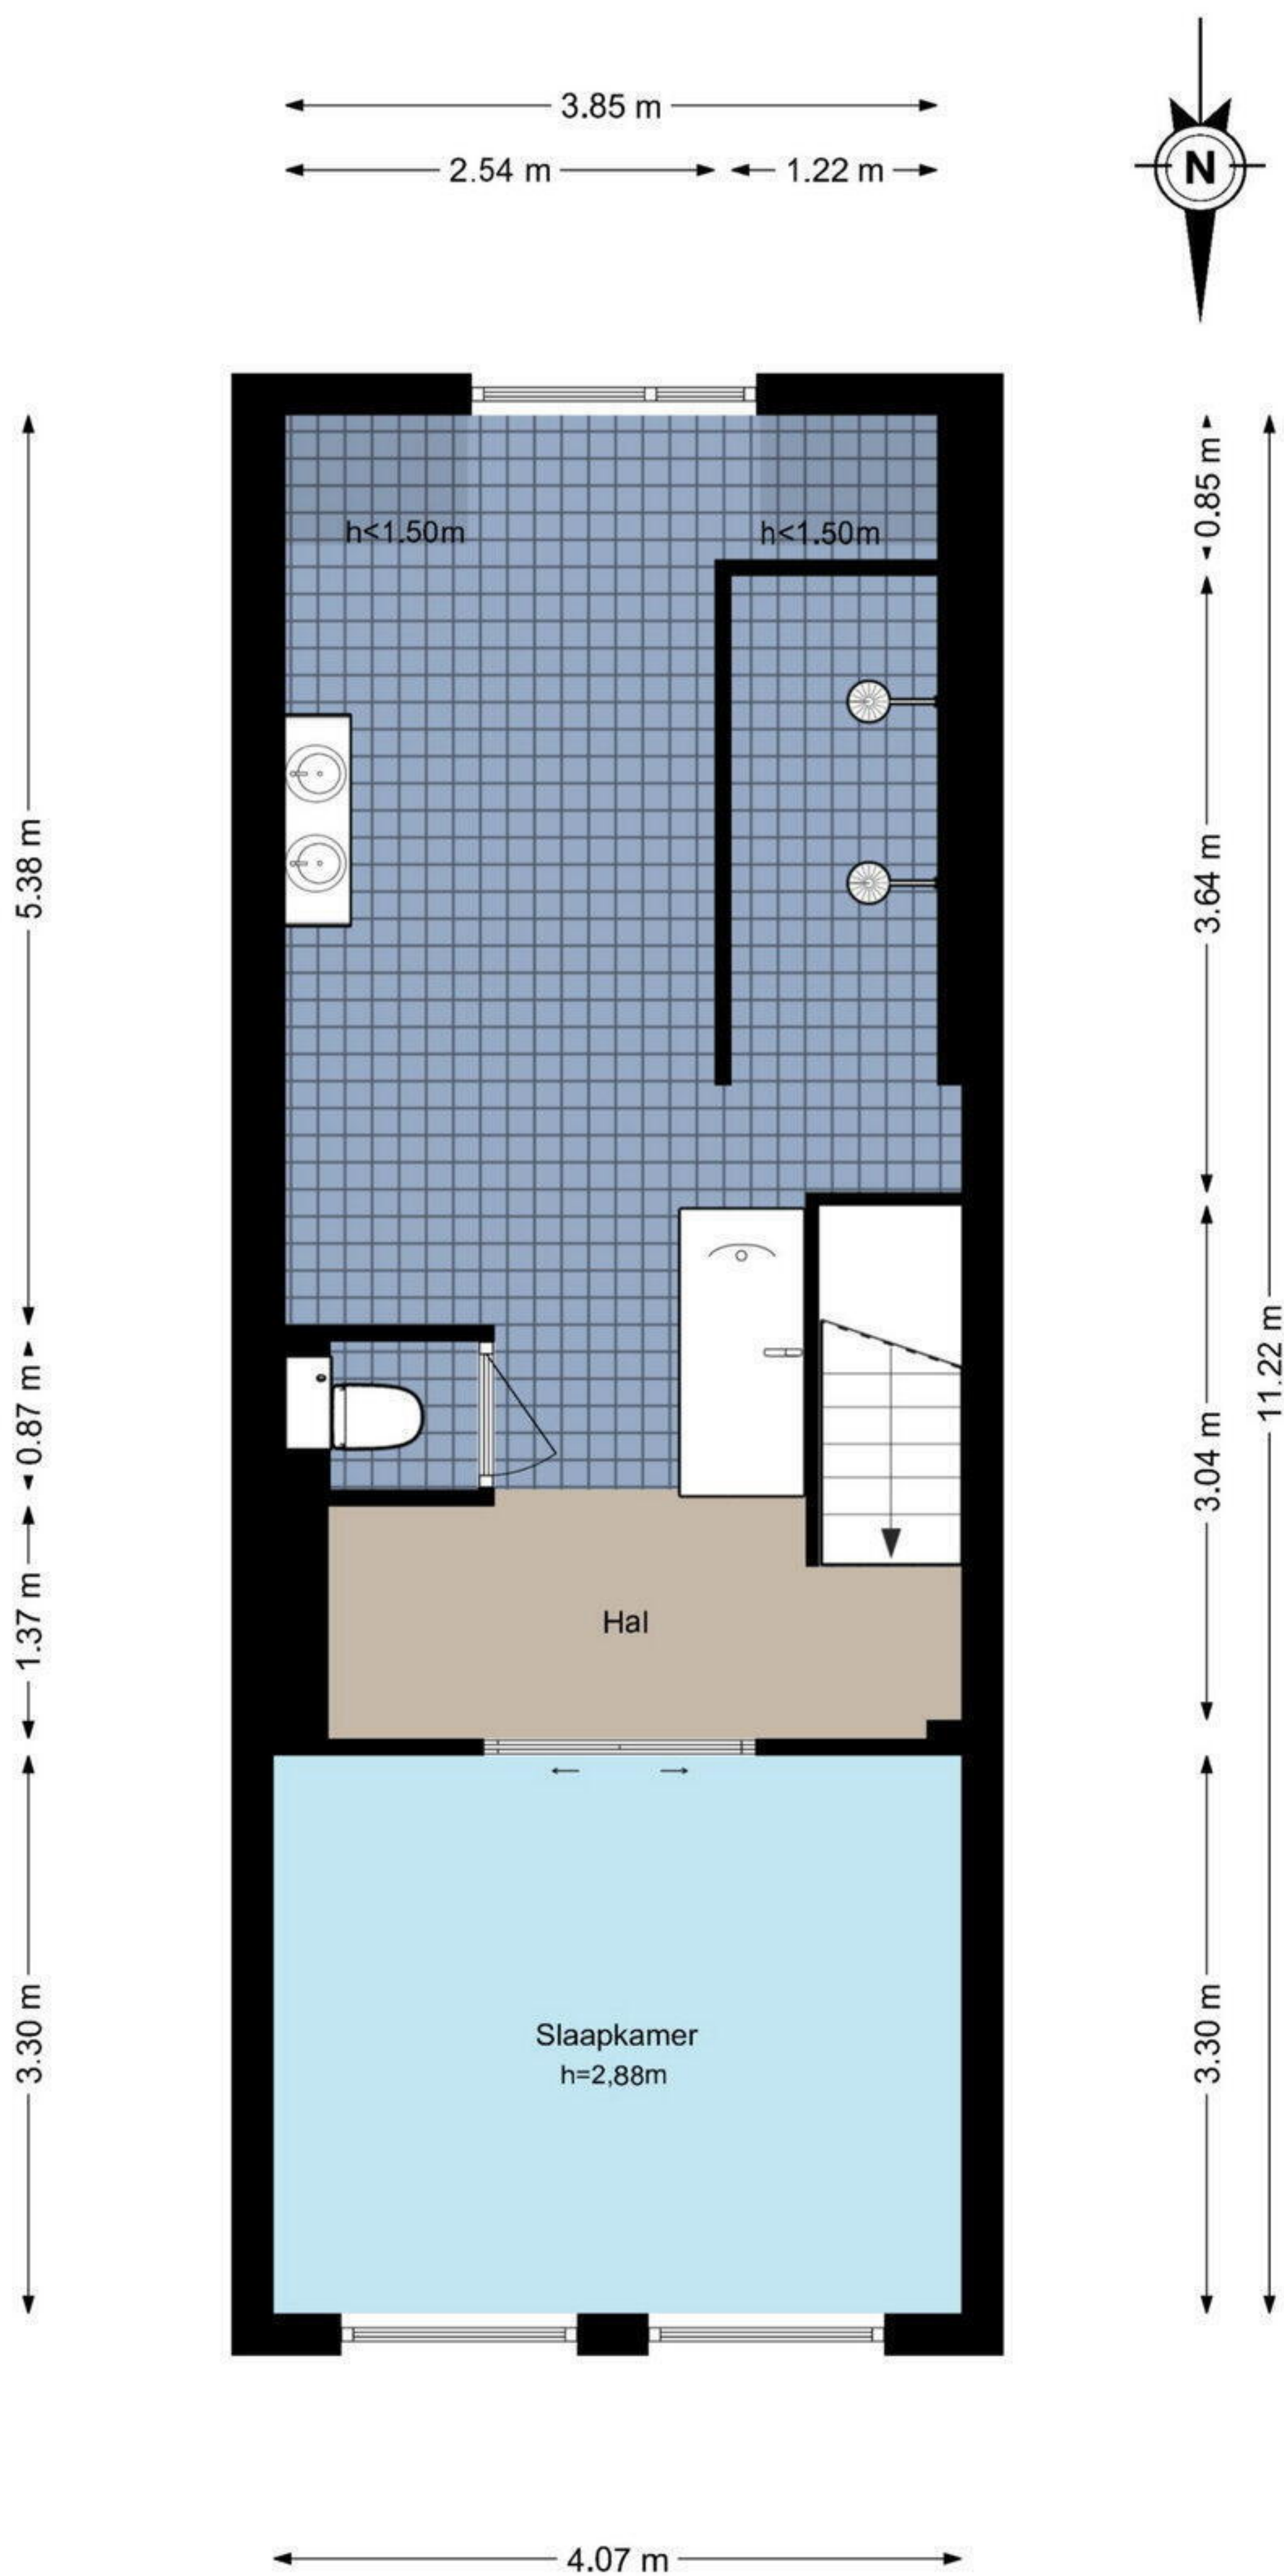 3.85 m
2.54 m
1.22 m
N
h<1.50m
h<1.50m
0.85 m
5.38 m
3.64 m
11.22 m
0.87 m
3.04 m
1.37 m
Hal
Slaapkamer
h=2,88m
3.30 m
3.30 m
4.07 m